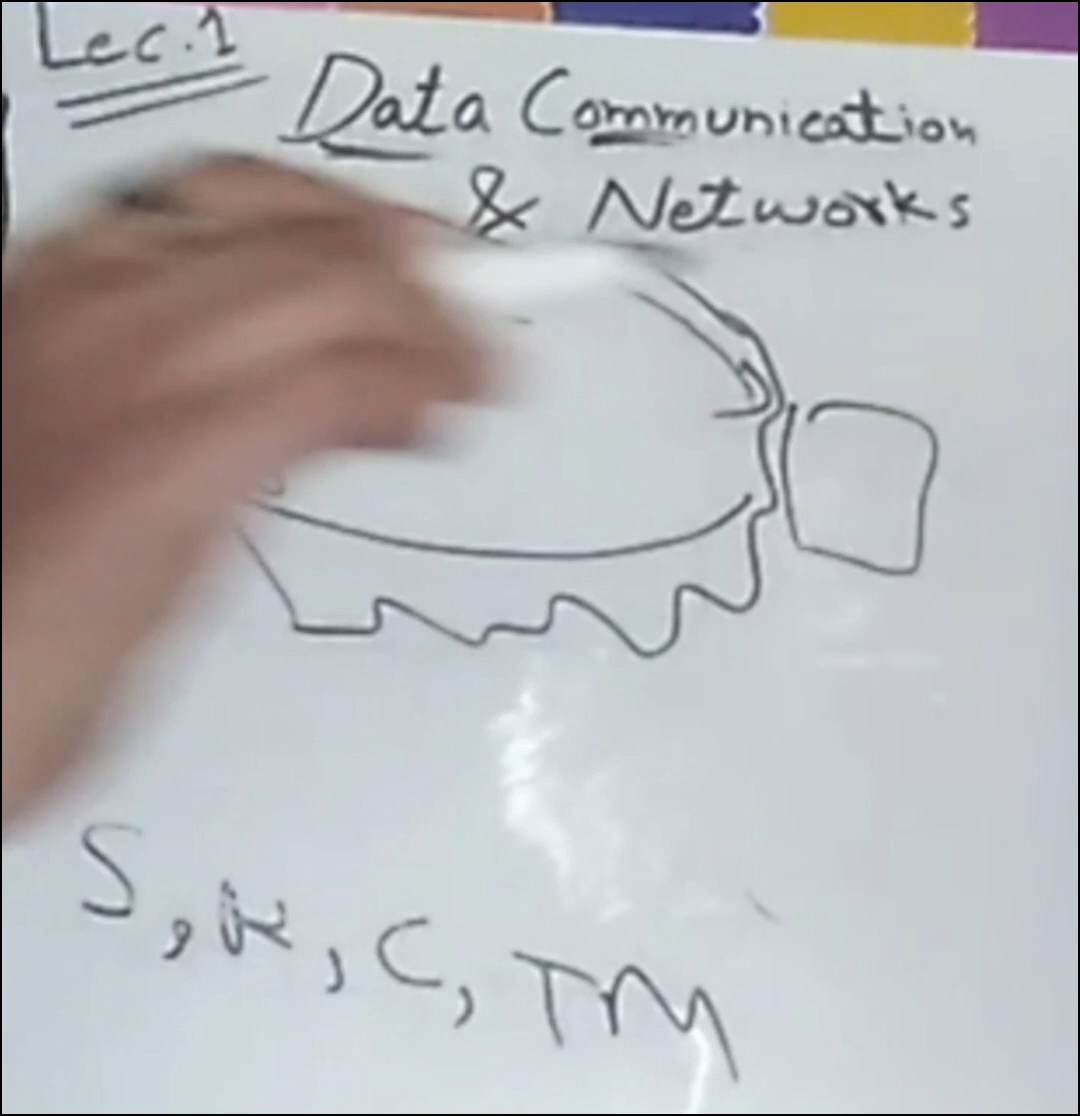 Lec.1
Data Communication
& Networks
S, R, C, TM